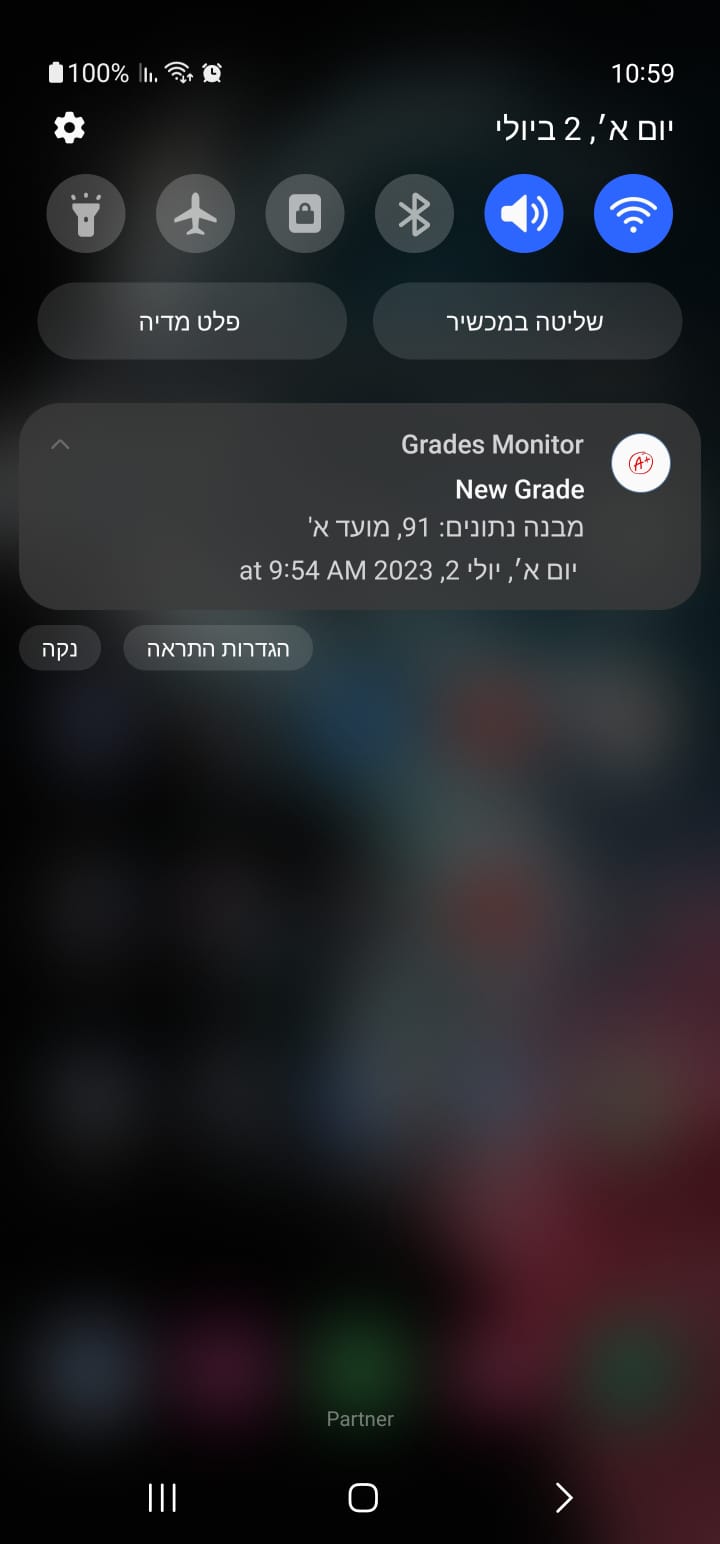 100% 10:59
יום א׳, 2 ביולי
שליטה במכשיר
פלט מדיה
Grades Monitor
New Grade
מבנה נתונים: 91, מועד א'
יום א׳, יולי 2, 2023 at 9:54 AM
הגדרות התראה
נקה
Partner